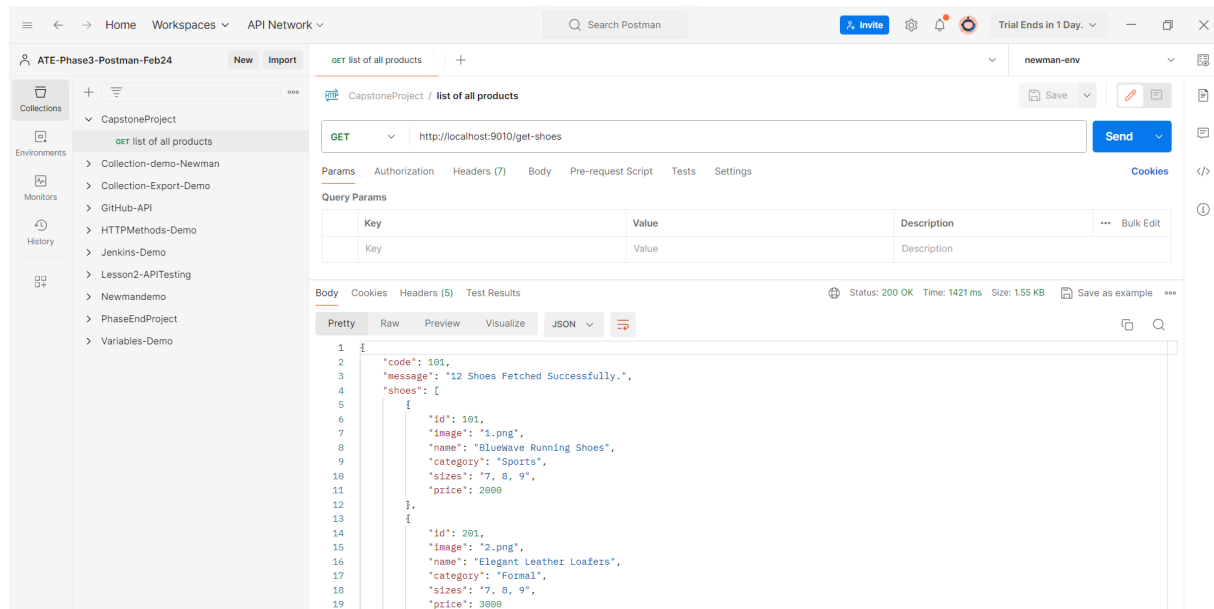 Home Workspaces API Network Search Postman Invite Trial Ends in 1 Day.
ATE-Phase3-Postman-Feb24 New Import GET list of all products newman-env
Collections
Environments
Monitors
History
CapstoneProject
GET list of all products
Collection-demo-Newman
Collection-Export-Demo
GitHub-API
HTTPMethods-Demo
Jenkins-Demo
Lesson2-APITesting
Newmandemo
PhaseEndProject
Variables-Demo
HTTP CapstoneProject / list of all products Save
GET http://localhost:9010/get-shoes Send
Params Authorization Headers (7) Body Pre-request Script Tests Settings Cookies
Query Params
Key Value Description Bulk Edit
Key Value Description
Body Cookies Headers (5) Test Results Status: 200 OK Time: 1421 ms Size: 1.55 KB Save as example
Pretty Raw Preview Visualize JSON
1 {
2 "code": 101,
3 "message": "12 Shoes Fetched Successfully.",
4 "shoes": [
5 {
6 "id": 101,
7 "image": "1.png",
8 "name": "BlueWave Running Shoes",
9 "category": "Sports",
10 "sizes": "7, 8, 9",
11 "price": 2000
12 },
13 {
14 "id": 201,
15 "image": "2.png",
16 "name": "Elegant Leather Loafers",
17 "category": "Formal",
18 "sizes": "7, 8, 9",
19 "price": 3000